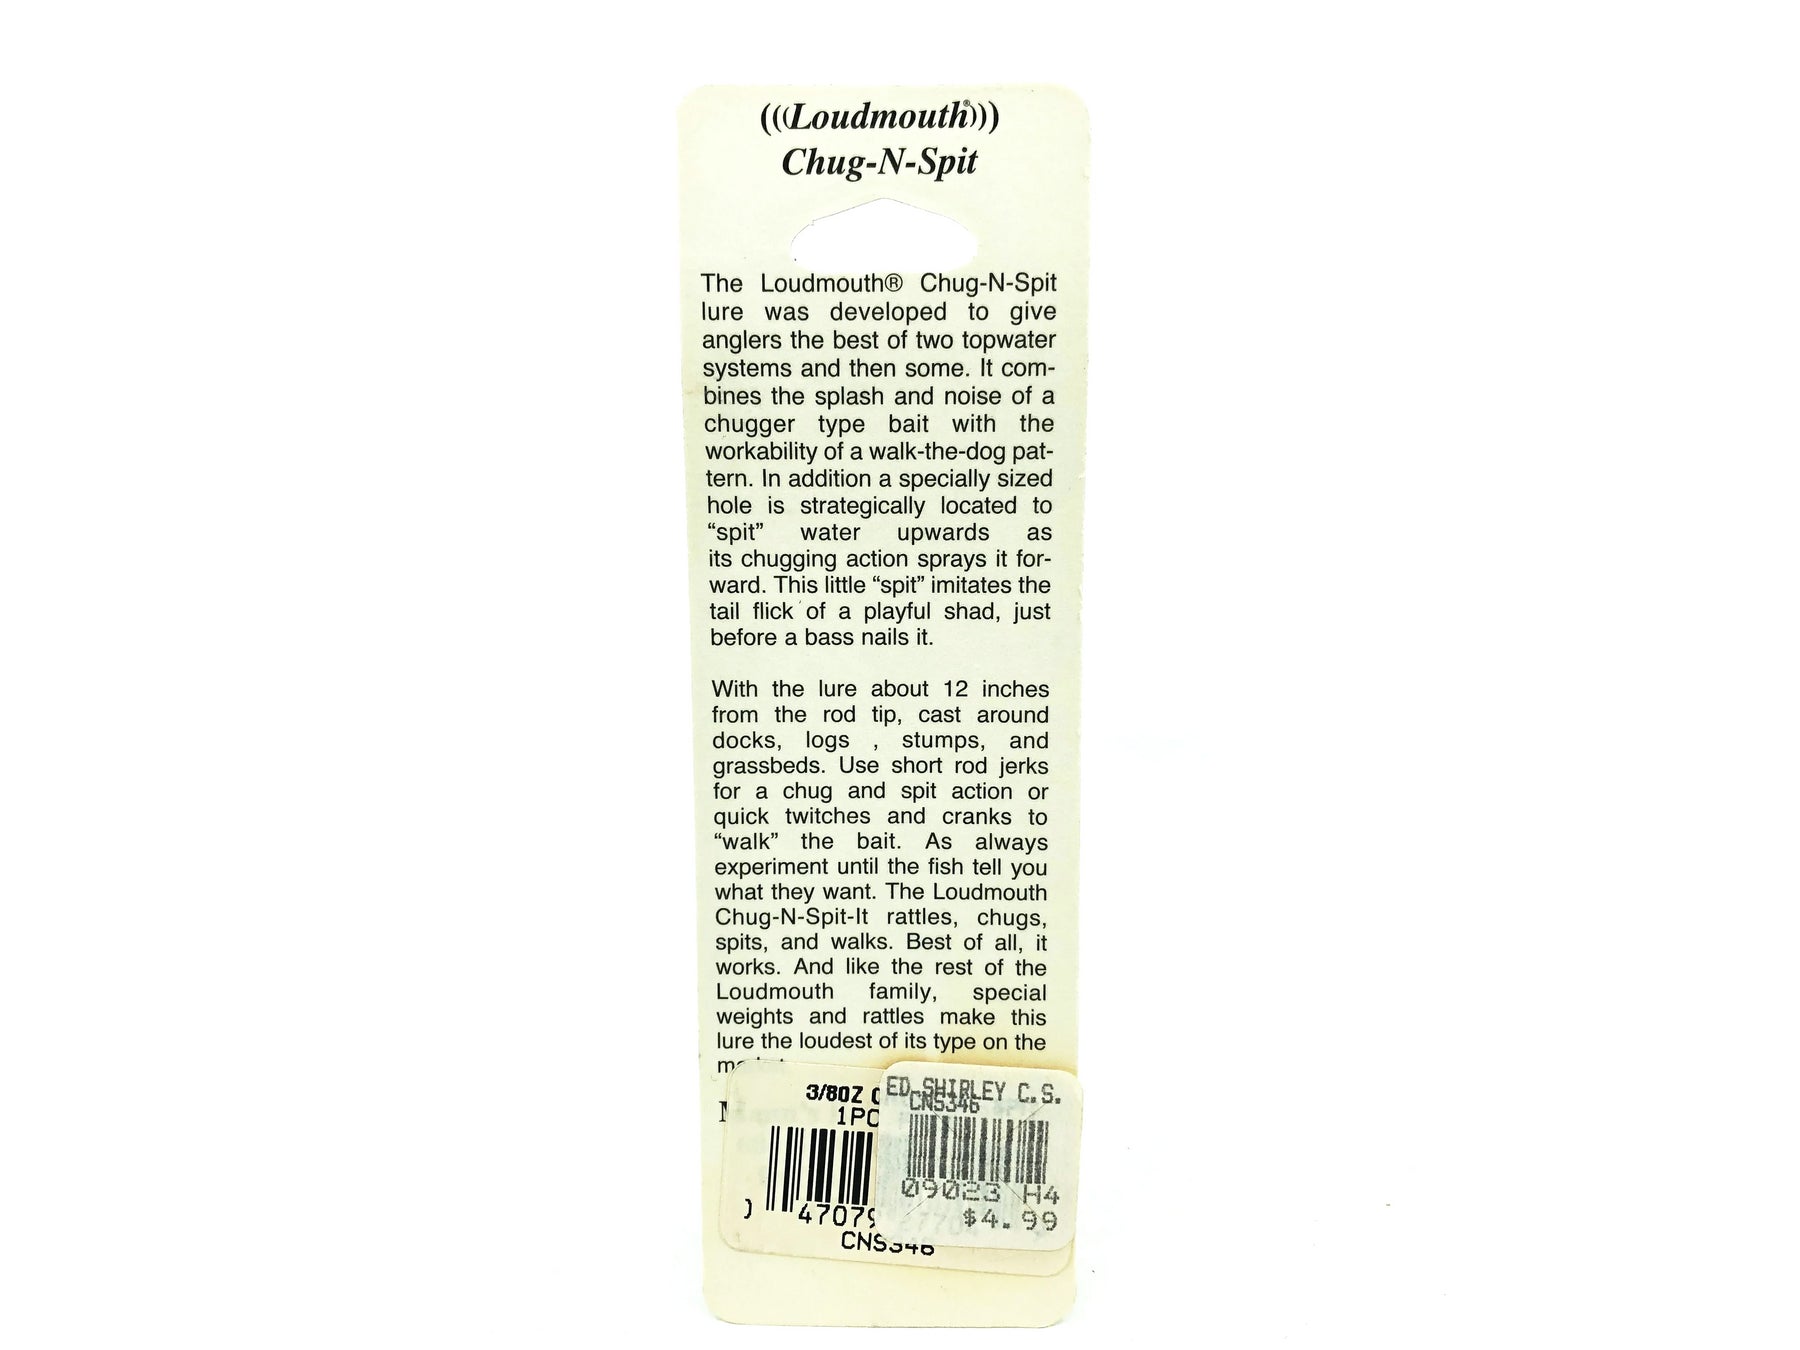 (((Loudmouth®)))
Chug-N-Spit
The Loudmouth® Chug-N-Spit
lure was developed to give
anglers the best of two topwater
systems and then some. It com-
bines the splash and noise of a
chugger type bait with the
workability of a walk-the-dog pat-
tern. In addition a specially sized
hole is strategically located to
“spit” water upwards as
its chugging action sprays it for-
ward. This little “spit” imitates the
tail flick of a playful shad, just
before a bass nails it.
With the lure about 12 inches
from the rod tip, cast around
docks, logs , stumps, and
grassbeds. Use short rod jerks
for a chug and spit action or
quick twitches and cranks to
“walk” the bait. As always
experiment until the fish tell you
what they want. The Loudmouth
Chug-N-Spit-It rattles, chugs,
spits, and walks. Best of all, it
works. And like the rest of the
Loudmouth family, special
weights and rattles make this
lure the loudest of its type on the
3/8OZ
ED SHIRLEY C.S.
CNS346
09023 H4
$4.99
47079
CNS346